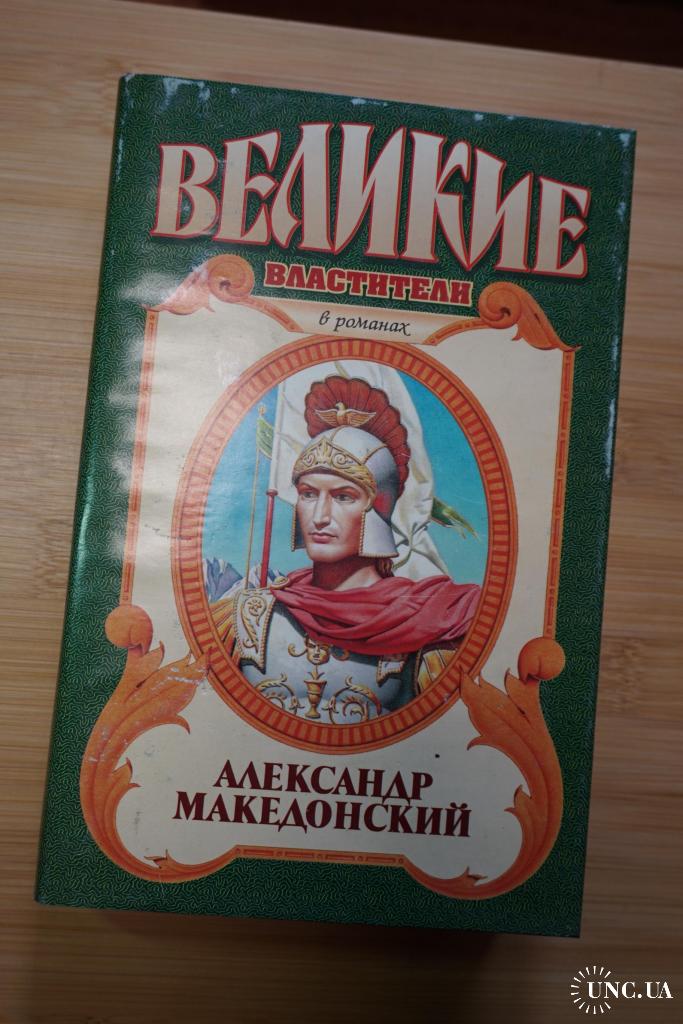 ВЕЛИКИЕ
ВЛАСТИТЕЛИ
в романах
АЛЕКСАНДР
МАКЕДОНСКИЙ
UNC.UA